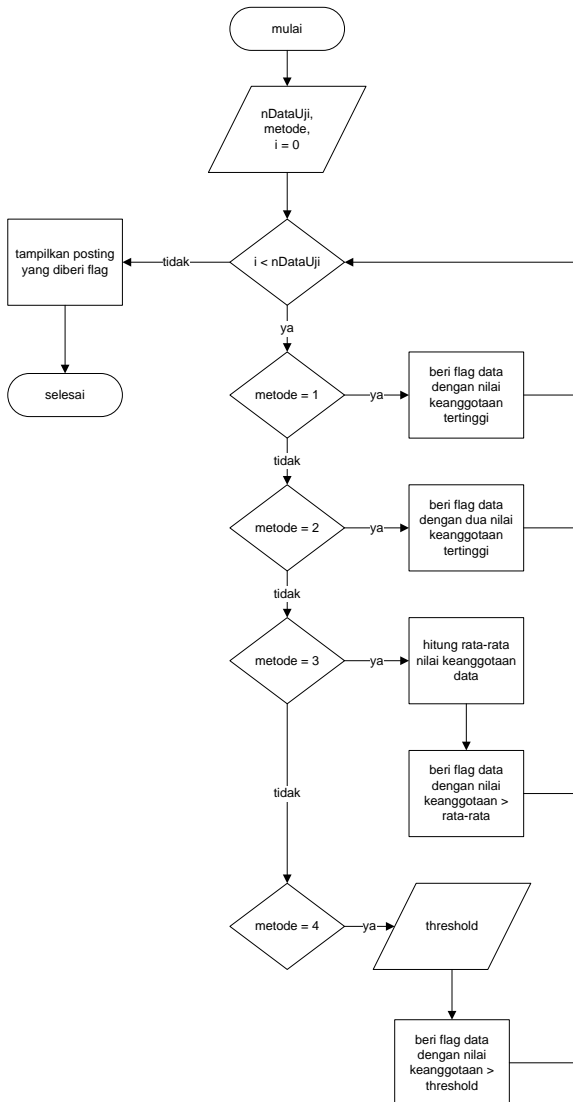 mulai
nDataUji,
metode,
i = 0
tampilkan posting
yang diberi flag
tidak
i < nDataUji
ya
selesai
metode = 1
ya
beri flag data
dengan nilai
keanggotaan
tertinggi
tidak
metode = 2
ya
beri flag data
dengan dua nilai
keanggotaan
tertinggi
tidak
metode = 3
ya
hitung rata-rata
nilai keanggotaan
data
beri flag data
dengan nilai
keanggotaan >
rata-rata
tidak
metode = 4
ya
threshold
beri flag data
dengan nilai
keanggotaan >
threshold